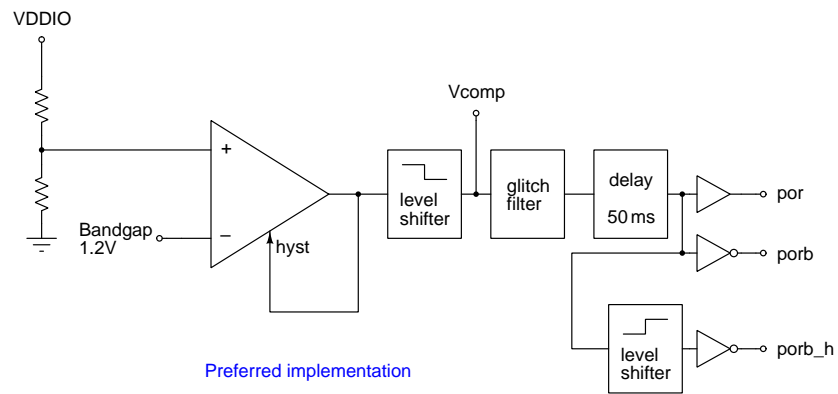 VDDIO
Vcomp
+
−
hyst
Bandgap
1.2V
level
shifter
glitch
filter
delay
50 ms
por
porb
level
shifter
porb_h
Preferred implementation